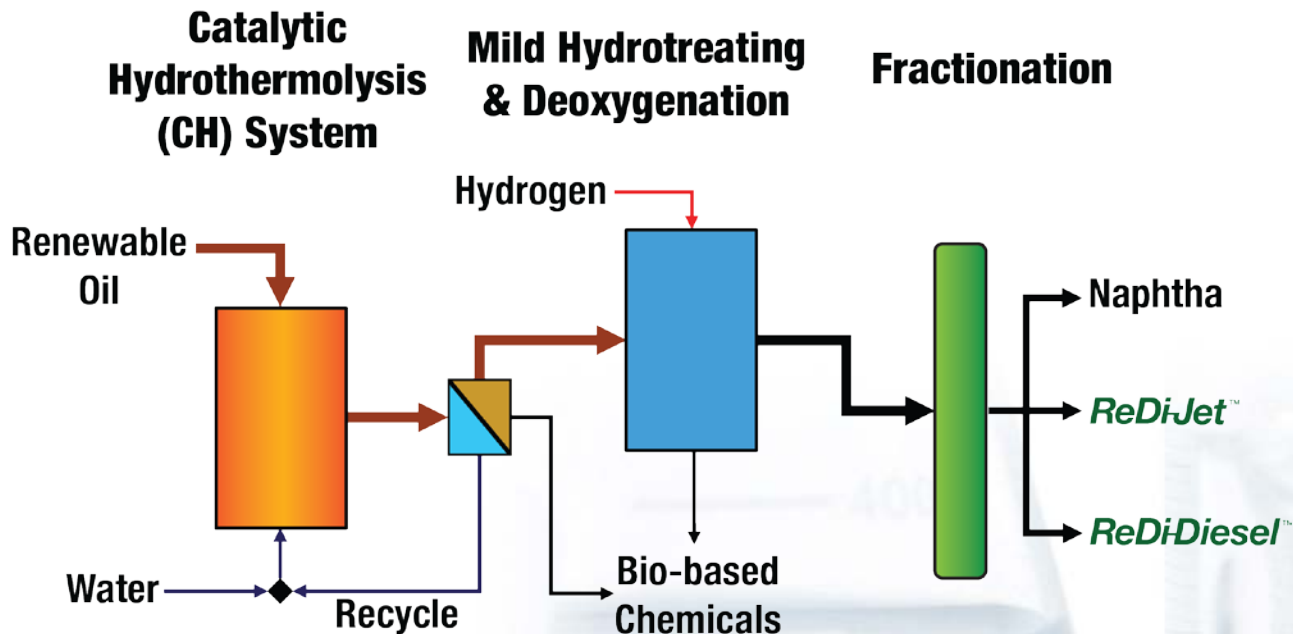 Catalytic
Hydrothermolysis
(CH) System
Mild Hydrotreating
& Deoxygenation
Fractionation
Hydrogen
Renewable
Oil
Naphtha
ReDi-Jet™
ReDi-Diesel™
Water
Recycle
Bio-based
Chemicals
400